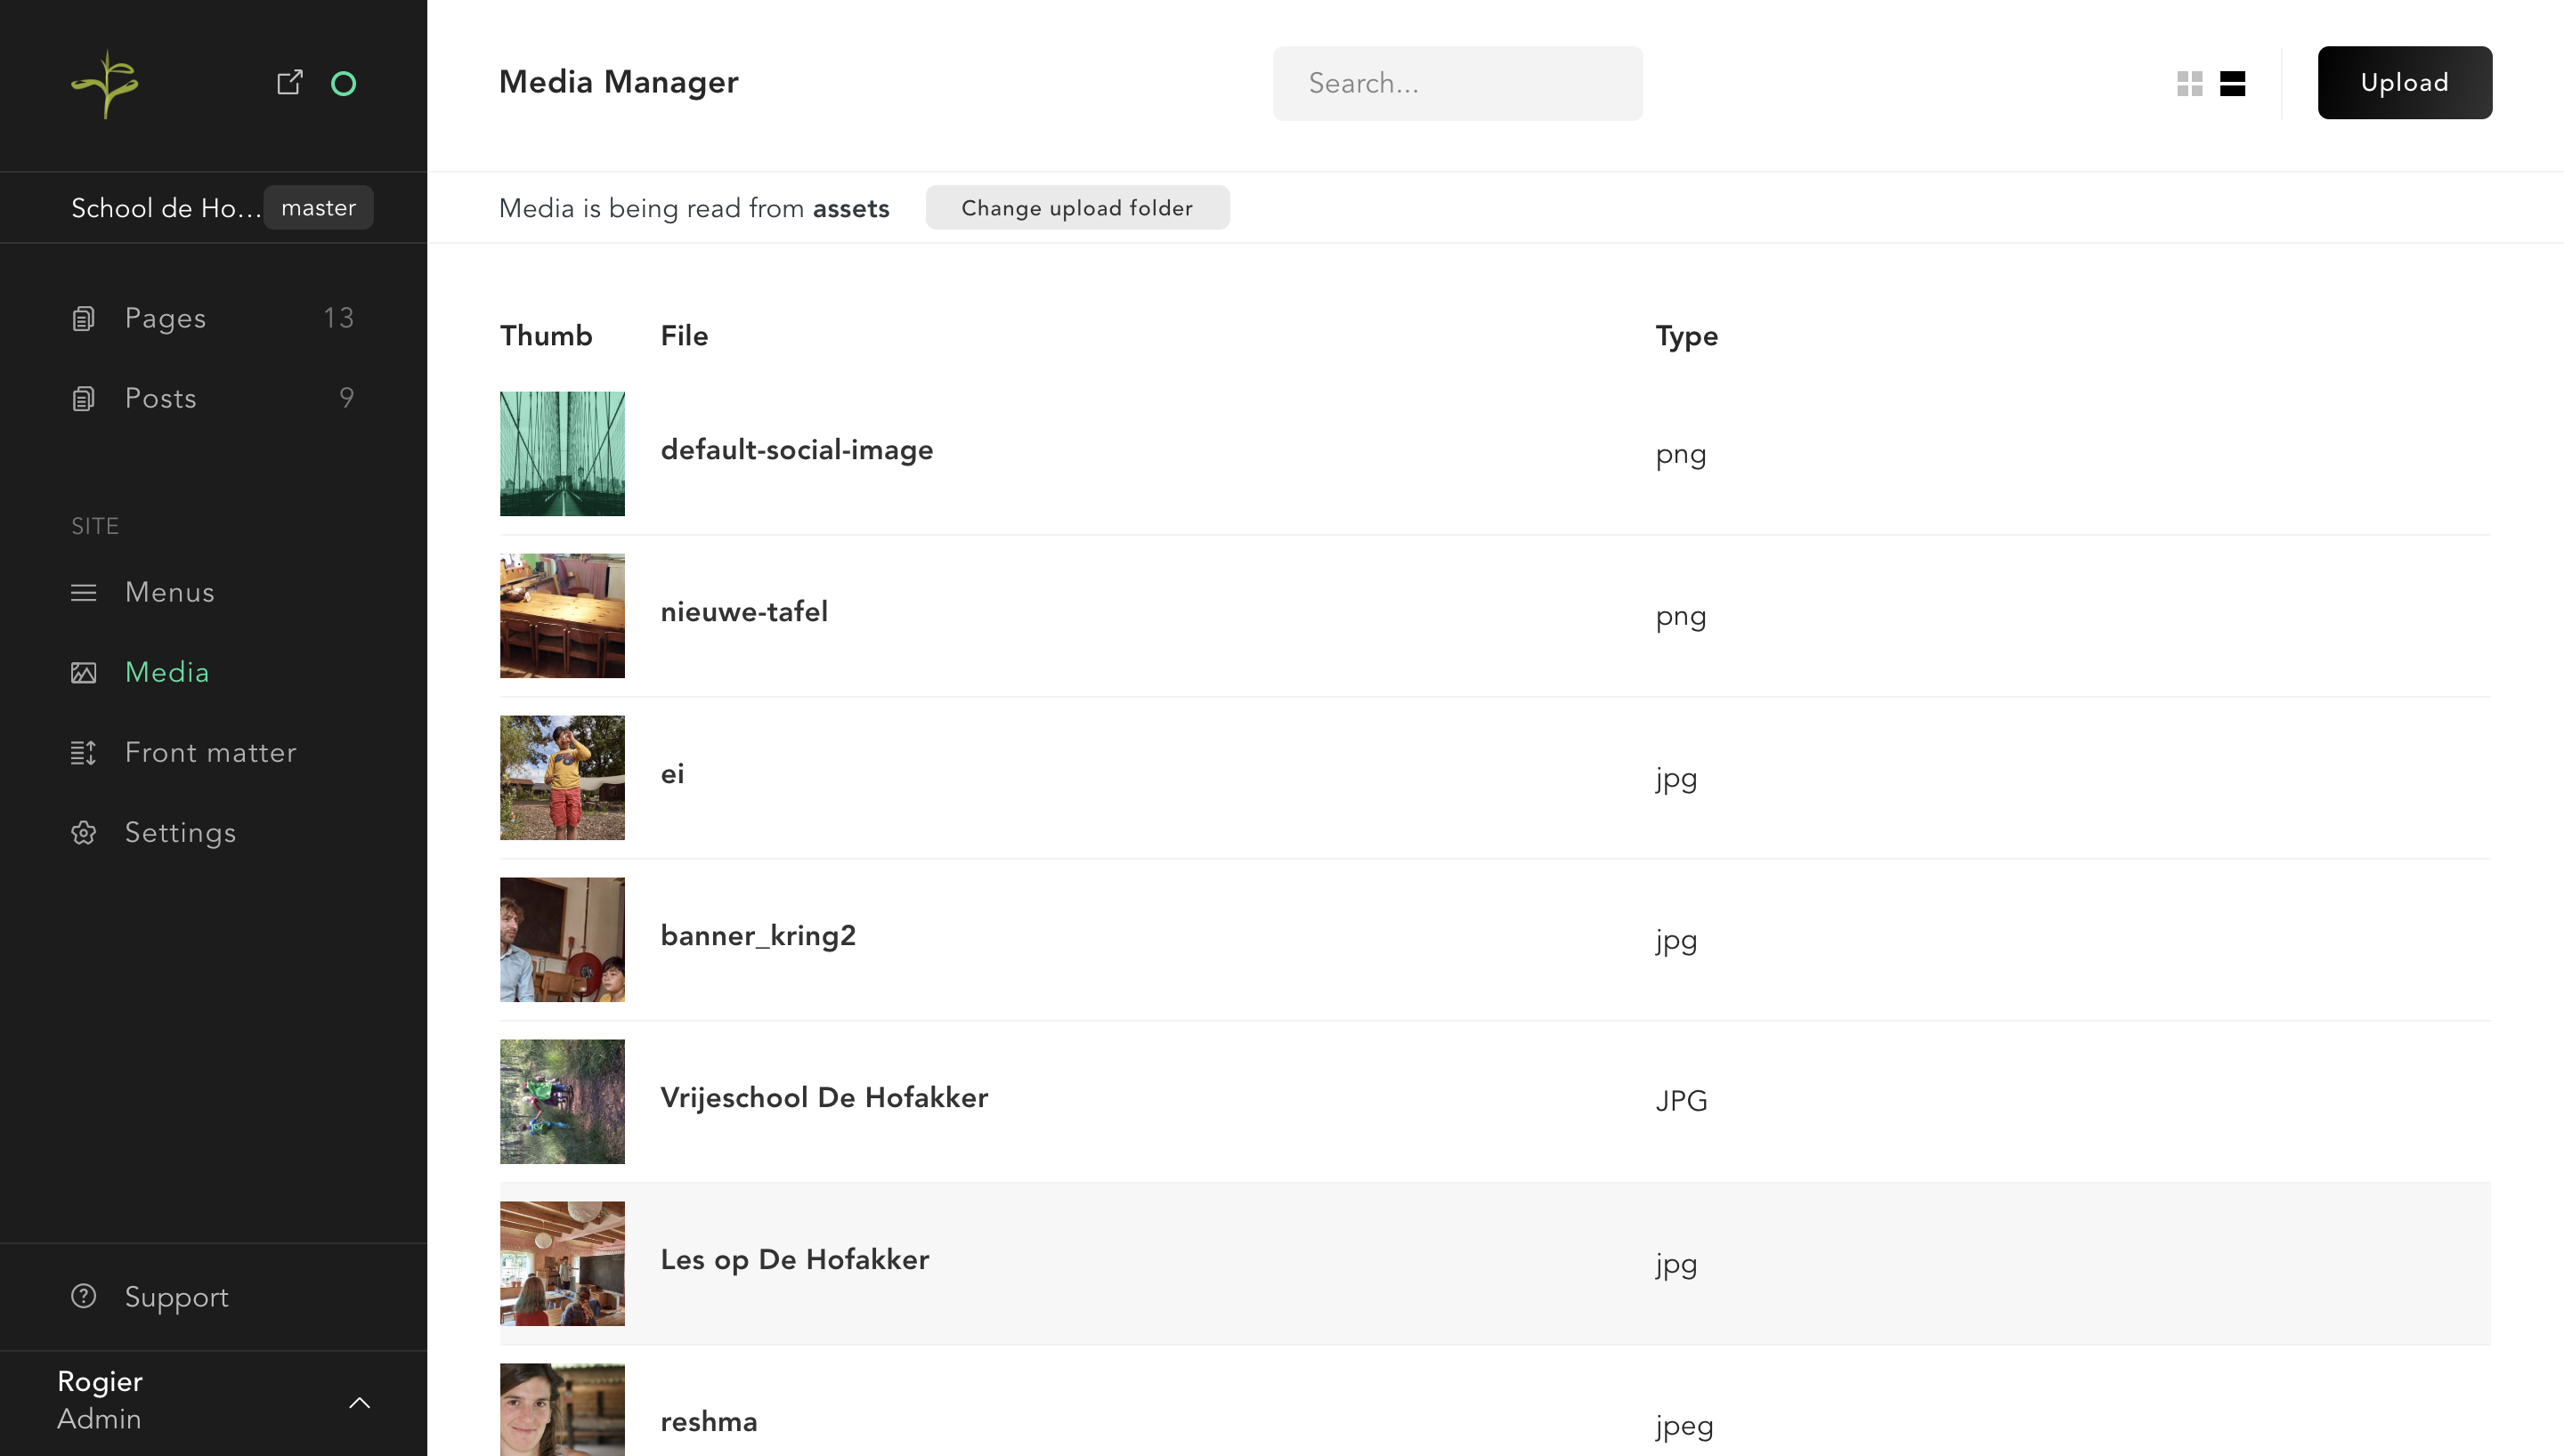 School de Ho... master
Pages 13
Posts 9
SITE
Menus
Media
Front matter
Settings
Support
Rogier
Admin
Media Manager
Search...
Upload
Media is being read from assets
Change upload folder
Thumb File Type
default-social-image png
nieuwe-tafel png
ei jpg
banner_kring2 jpg
Vrijeschool De Hofakker JPG
Les op De Hofakker jpg
reshma jpeg